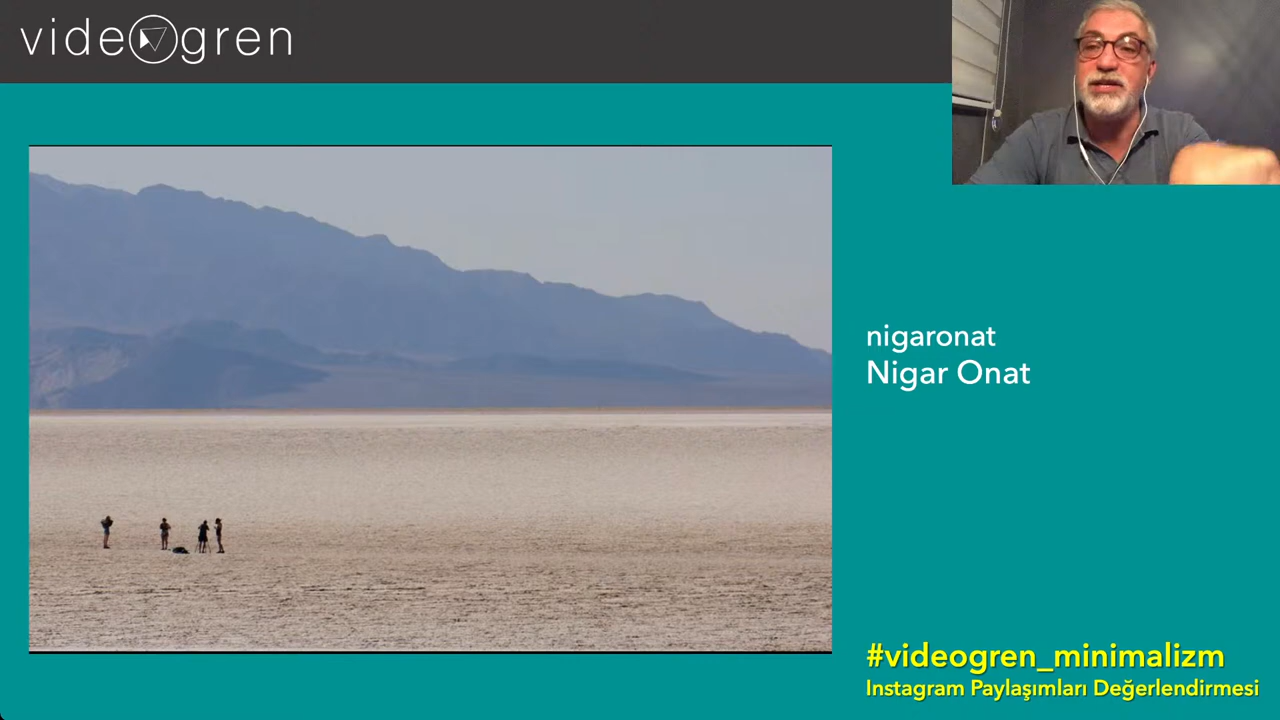 videogren
nigaronat
Nigar Onat
#videogren_minimalizm
Instagram Paylaşımları Değerlendirmesi